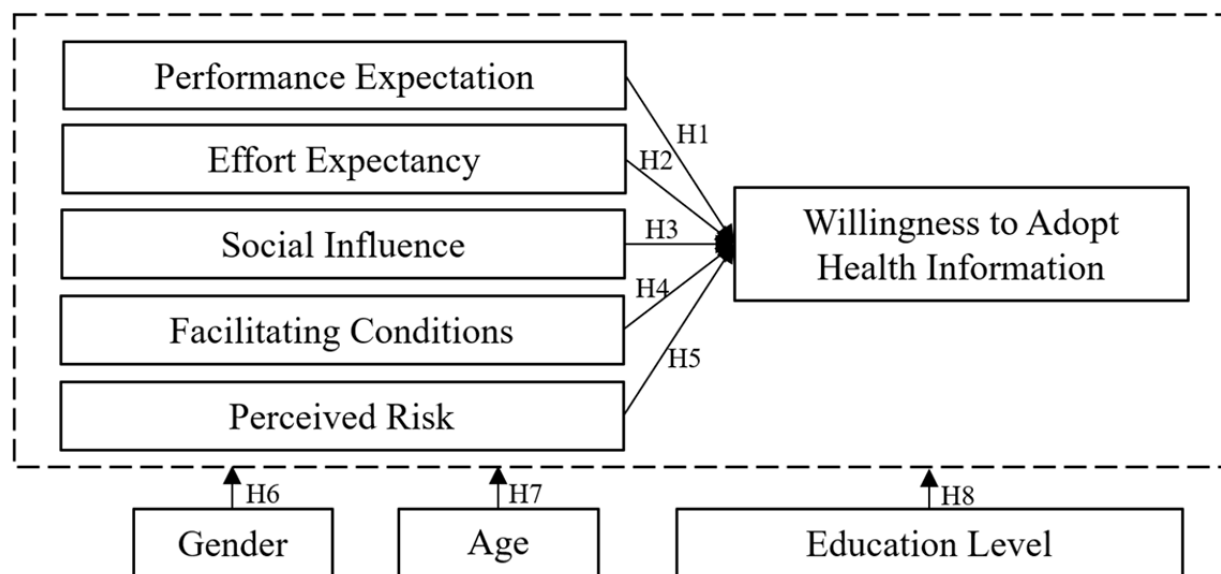 Performance Expectation
H1
Effort Expectancy
H2
Social Influence
H3
Willingness to Adopt
Health Information
Facilitating Conditions
H4
Perceived Risk
H5
H6
H7
H8
Gender
Age
Education Level